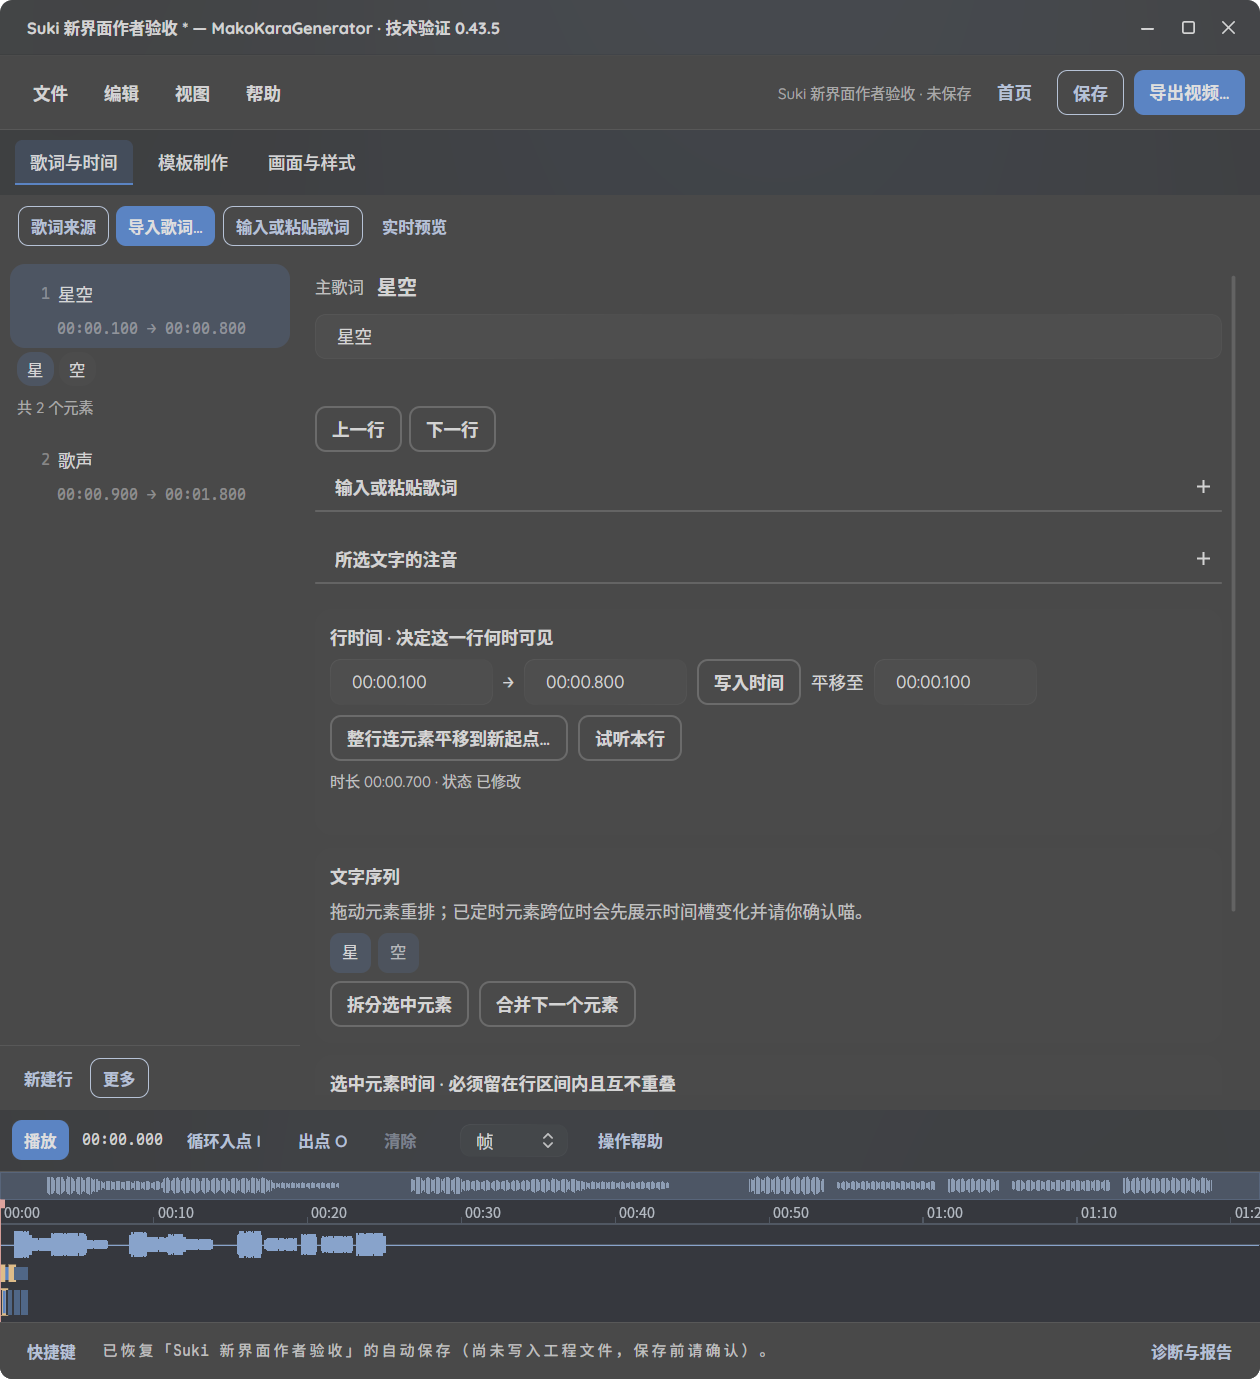 Suki 新界面作者验收 * — MakoKaraGenerator · 技术验证 0.43.5
文件 编辑 视图 帮助 Suki 新界面作者验收 · 未保存 首页 保存 导出视频…
歌词与时间 模板制作 画面与样式
歌词来源 导入歌词… 输入或粘贴歌词 实时预览
1 星空
00:00.100 → 00:00.800
星 空
共 2 个元素
2 歌声
00:00.900 → 00:01.800
新建行 更多
主歌词 星空
星空
上一行 下一行
输入或粘贴歌词 +
所选文字的注音 +
行时间 · 决定这一行何时可见
00:00.100 → 00:00.800 写入时间 平移至 00:00.100
整行连元素平移到新起点… 试听本行
时长 00:00.700 · 状态 已修改
文字序列
拖动元素重排；已定时元素跨位时会先展示时间槽变化并请你确认喵。
星 空
拆分选中元素 合并下一个元素
选中元素时间 · 必须留在行区间内且互不重叠
播放 00:00.000 循环入点 I 出点 O 清除 帧 操作帮助
00:00 00:10 00:20 00:30 00:40 00:50 01:00 01:10 01:2
快捷键 已恢复「Suki 新界面作者验收」的自动保存（尚未写入工程文件，保存前请确认）。 诊断与报告